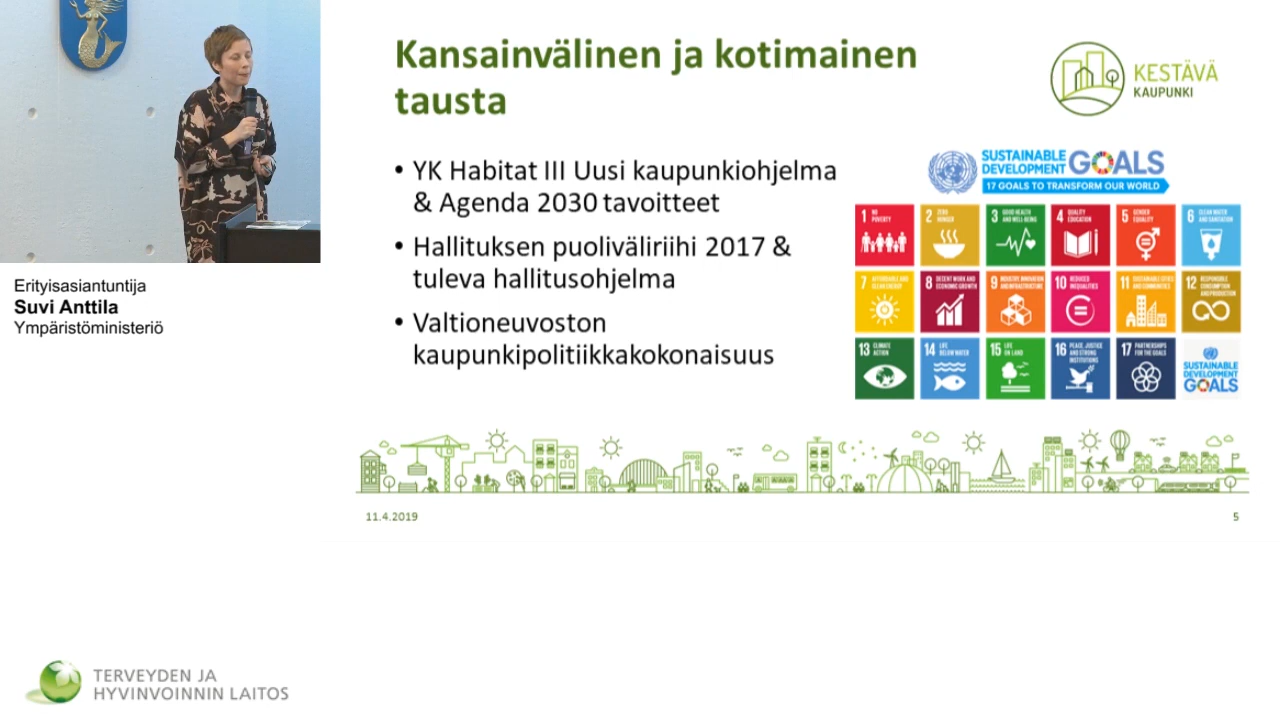 Kansainvälinen ja kotimainen
tausta
KESTÄVÄ
KAUPUNKI
• YK Habitat III Uusi kaupunkiohjelma
& Agenda 2030 tavoitteet
• Hallituksen puoliväliriihi 2017 &
tuleva hallitusohjelma
• Valtioneuvoston
kaupunkipolitiikkakokonaisuus
SUSTAINABLE
DEVELOPMENT GOALS
17 GOALS TO TRANSFORM OUR WORLD
1 NO
POVERTY
2 ZERO
HUNGER
3 GOOD HEALTH
AND WELL-BEING
4 QUALITY
EDUCATION
5 GENDER
EQUALITY
6 CLEAN WATER
AND SANITATION
7 AFFORDABLE AND
CLEAN ENERGY
8 DECENT WORK AND
ECONOMIC GROWTH
9 INDUSTRY, INNOVATION
AND INFRASTRUCTURE
10 REDUCED
INEQUALITIES
11 SUSTAINABLE CITIES
AND COMMUNITIES
12 RESPONSIBLE
CONSUMPTION
AND PRODUCTION
13 CLIMATE
ACTION
14 LIFE
BELOW WATER
15 LIFE
ON LAND
16 PEACE, JUSTICE
AND STRONG
INSTITUTIONS
17 PARTNERSHIPS
FOR THE GOALS
SUSTAINABLE
DEVELOPMENT
GOALS
Erityisasiantuntija
Suvi Anttila
Ympäristöministeriö
11.4.2019
5
TERVEYDEN JA
HYVINVOINNIN LAITOS